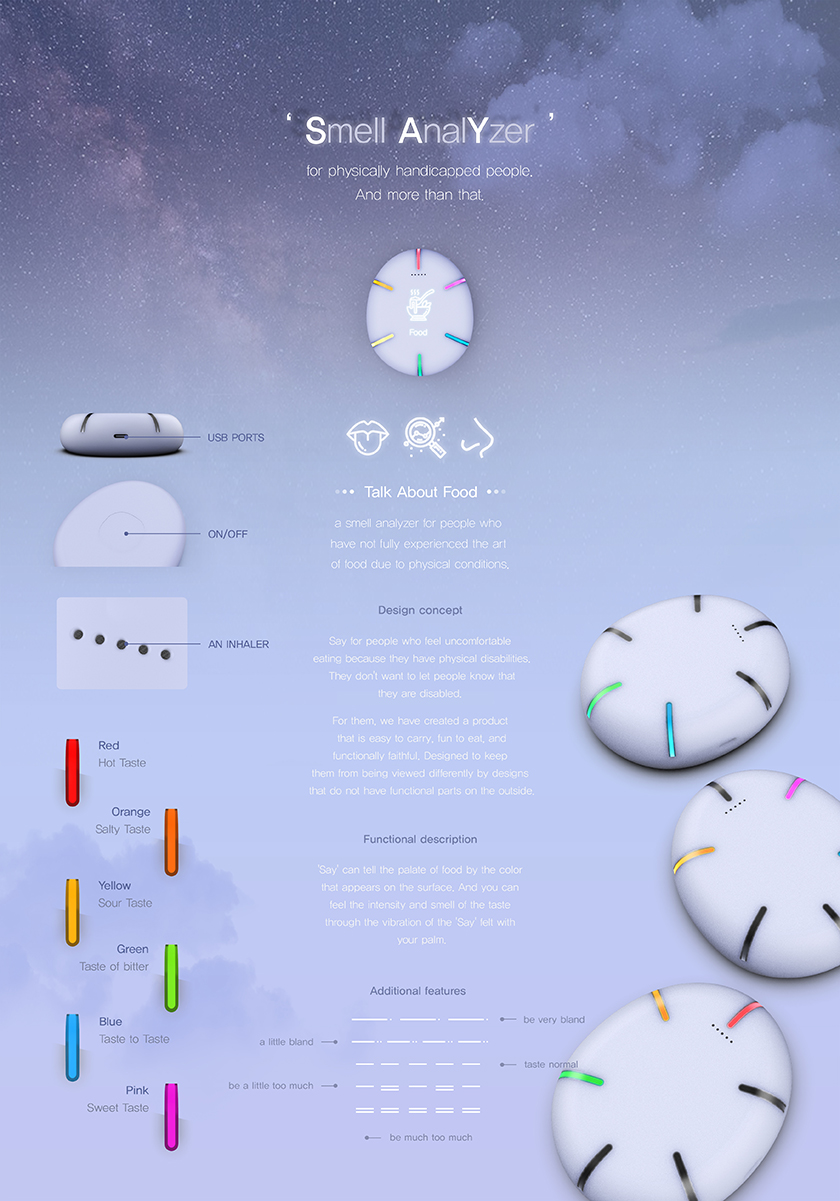 ‘ Smell AnalYzer ’
for physically handicapped people.
And more than that.
Food
USB PORTS
ON/OFF
AN INHALER
Talk About Food
a smell analyzer for people who
have not fully experienced the art
of food due to physical conditions.
Design concept
Say for people who feel uncomfortable
eating because they have physical disabilities.
They don't want to let people know that
they are disabled.
For them, we have created a product
that is easy to carry, fun to eat, and
functionally faithful. Designed to keep
them from being viewed differently by designs
that do not have functional parts on the outside.
Functional description
'Say' can tell the palate of food by the color
that appears on the surface. And you can
feel the intensity and smell of the taste
through the vibration of the 'Say' felt with
your palm.
Red
Hot Taste
Orange
Salty Taste
Yellow
Sour Taste
Green
Taste of bitter
Blue
Taste to Taste
Pink
Sweet Taste
Additional features
be very bland
a little bland
taste normal
be a little too much
be much too much